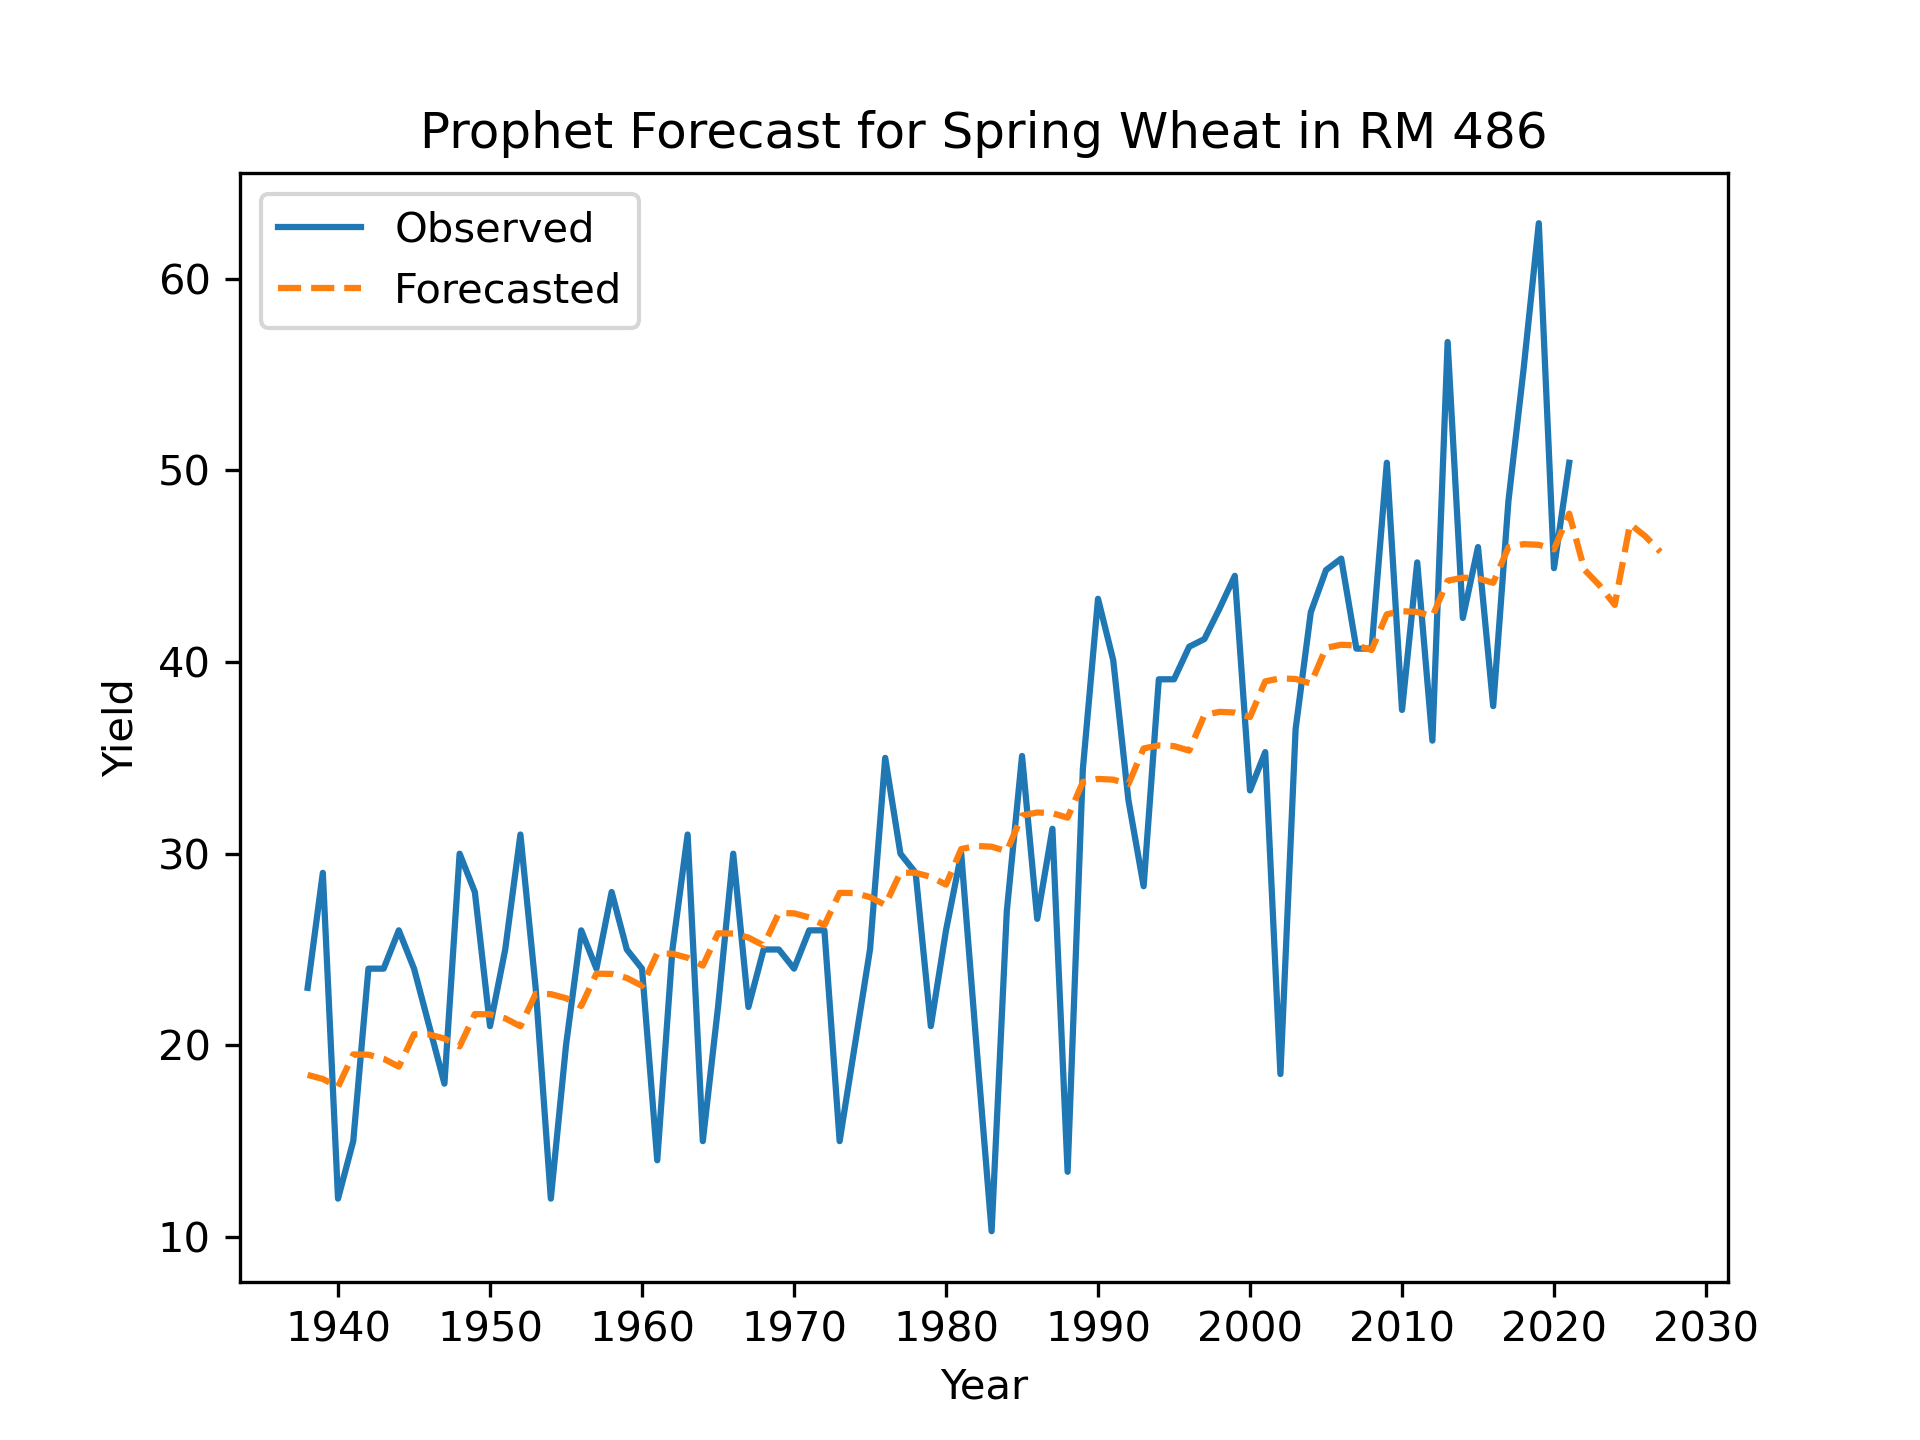 Prophet Forecast for Spring Wheat in RM 486
Observed
Forecasted
60
50
40
30
20
10
Yield
1940 1950 1960 1970 1980 1990 2000 2010 2020 2030
Year